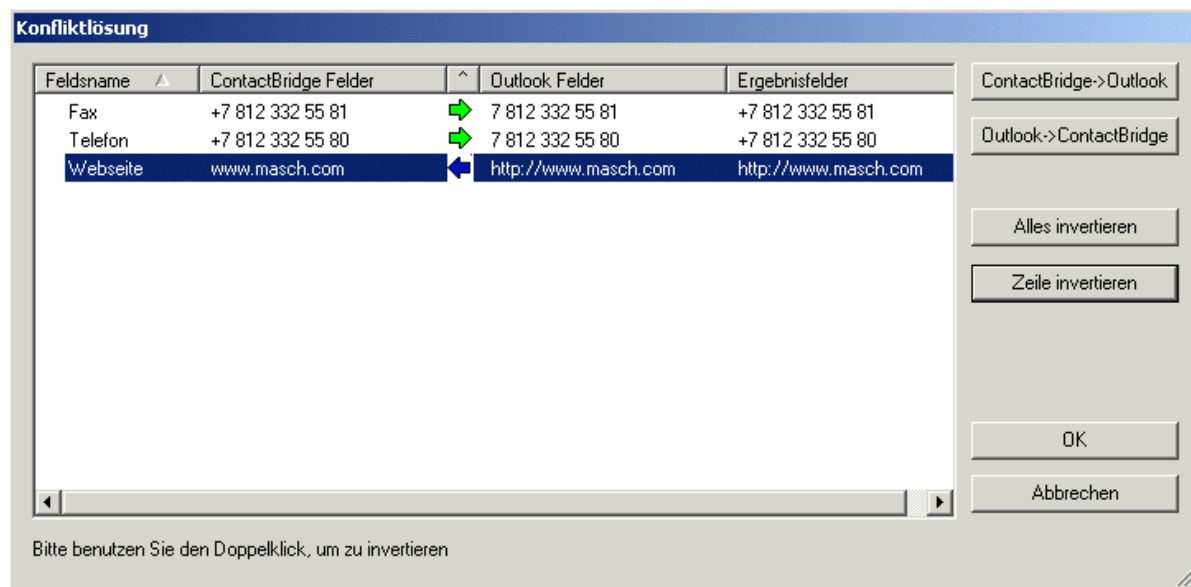 Konfliktlösung
Feldsname ContactBridge Felder ^ Outlook Felder Ergebnisfelder
Fax +7 812 332 55 81 7 812 332 55 81 +7 812 332 55 81
Telefon +7 812 332 55 80 7 812 332 55 80 +7 812 332 55 80
Webseite www.masch.com http://www.masch.com http://www.masch.com
ContactBridge->Outlook
Outlook->ContactBridge
Alles invertieren
Zeile invertieren
OK
Abbrechen
Bitte benutzen Sie den Doppelklick, um zu invertieren